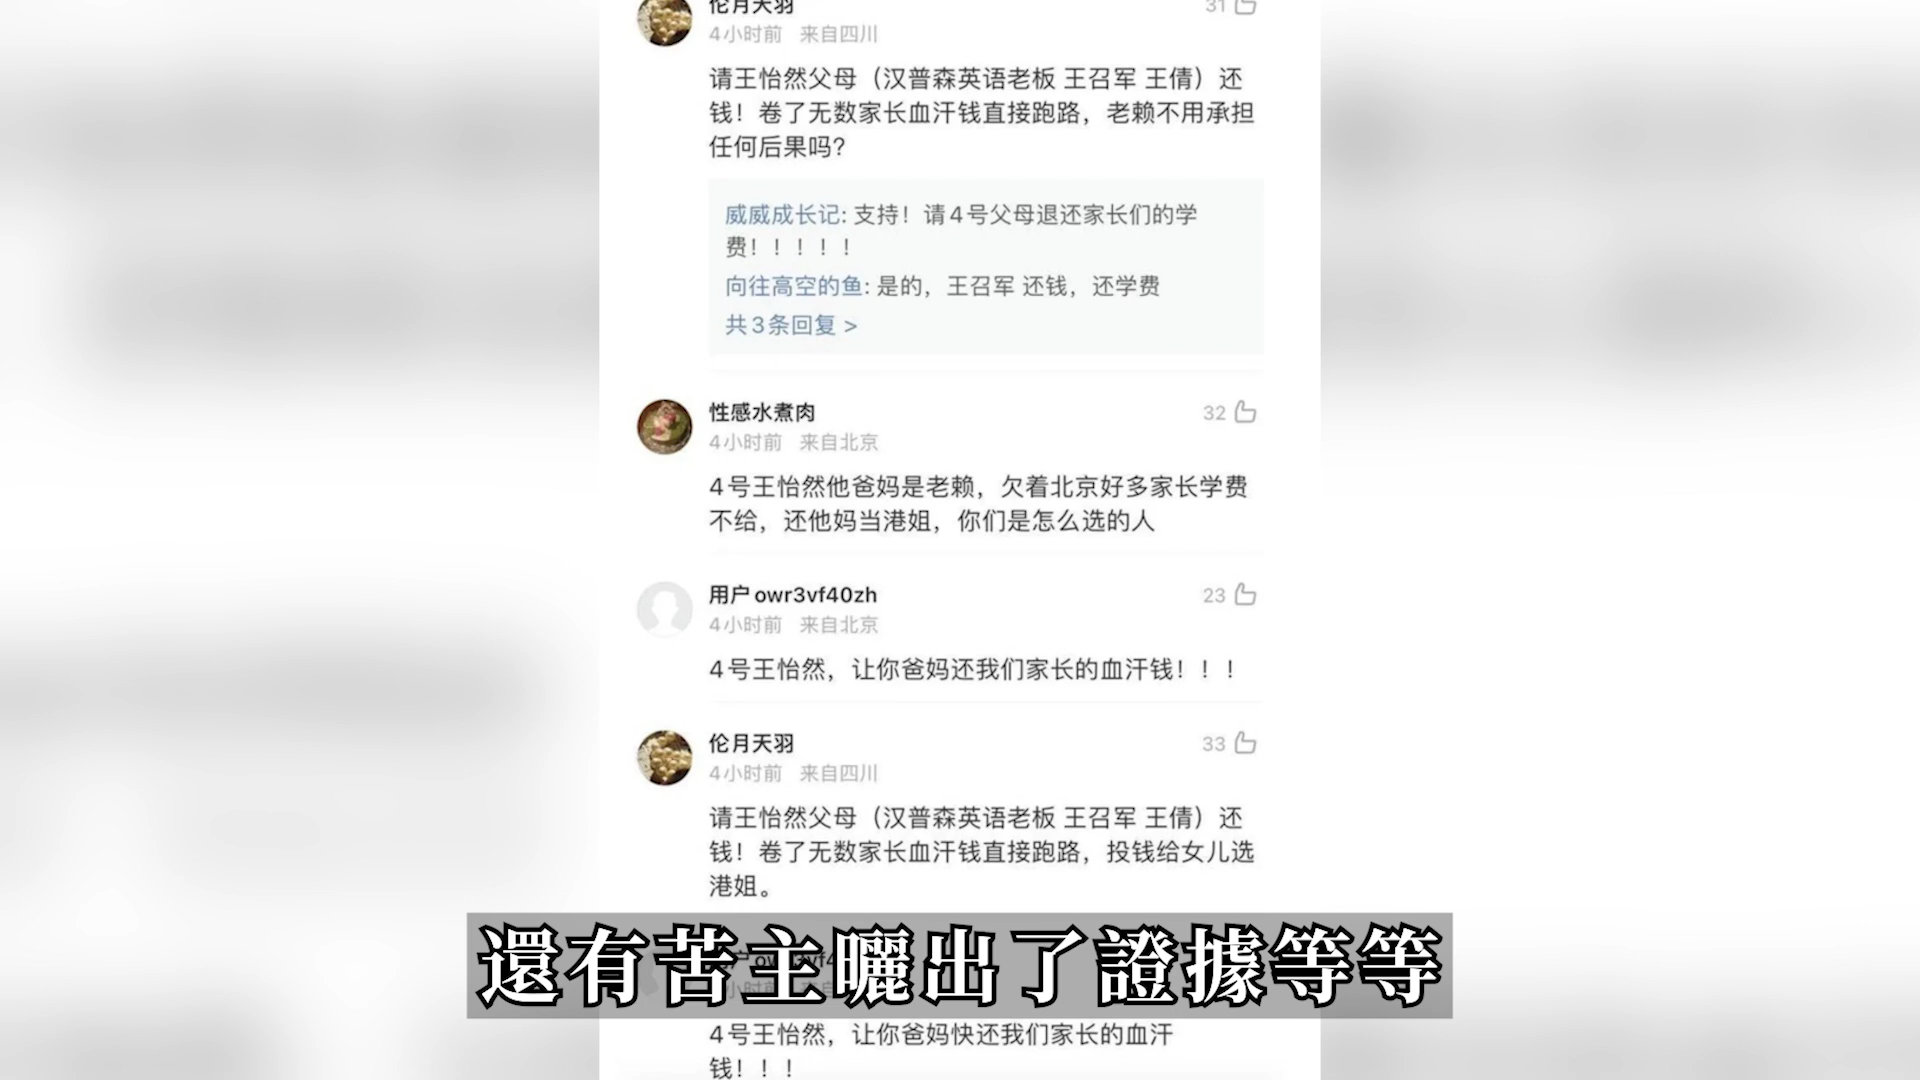 伦月天羽
31
4小时前 来自四川
请王怡然父母（汉普森英语老板 王召军 王倩）还
钱！卷了无数家长血汗钱直接跑路，老赖不用承担
任何后果吗？
威威成长记: 支持！请4号父母退还家长们的学
费！！！！！
向往高空的鱼: 是的，王召军 还钱，还学费
共3条回复 >
性感水煮肉
32
4小时前 来自北京
4号王怡然他爸妈是老赖，欠着北京好多家长学费
不给，还他妈当港姐，你们是怎么选的人
用户owr3vf40zh
23
4小时前 来自北京
4号王怡然，让你爸妈还我们家长的血汗钱！！！
伦月天羽
33
4小时前 来自四川
请王怡然父母（汉普森英语老板 王召军 王倩）还
钱！卷了无数家长血汗钱直接跑路，投钱给女儿选
港姐。
還有苦主曬出了證據等等
4号王怡然，让你爸妈快还我们家长的血汗
钱！！！